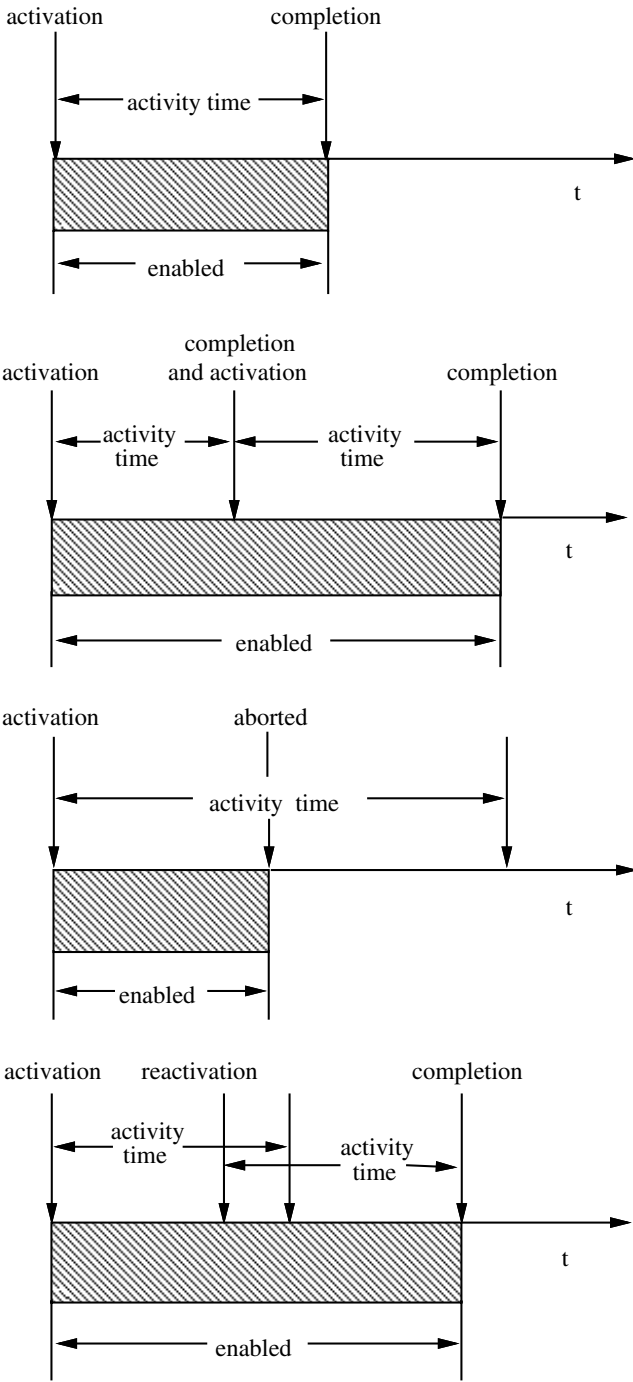 activation completion
activity time
t
enabled
completion
activation and activation completion
activity activity
time time
t
enabled
activation aborted
activity time
t
enabled
activation reactivation completion
activity
time
activity
time
t
enabled